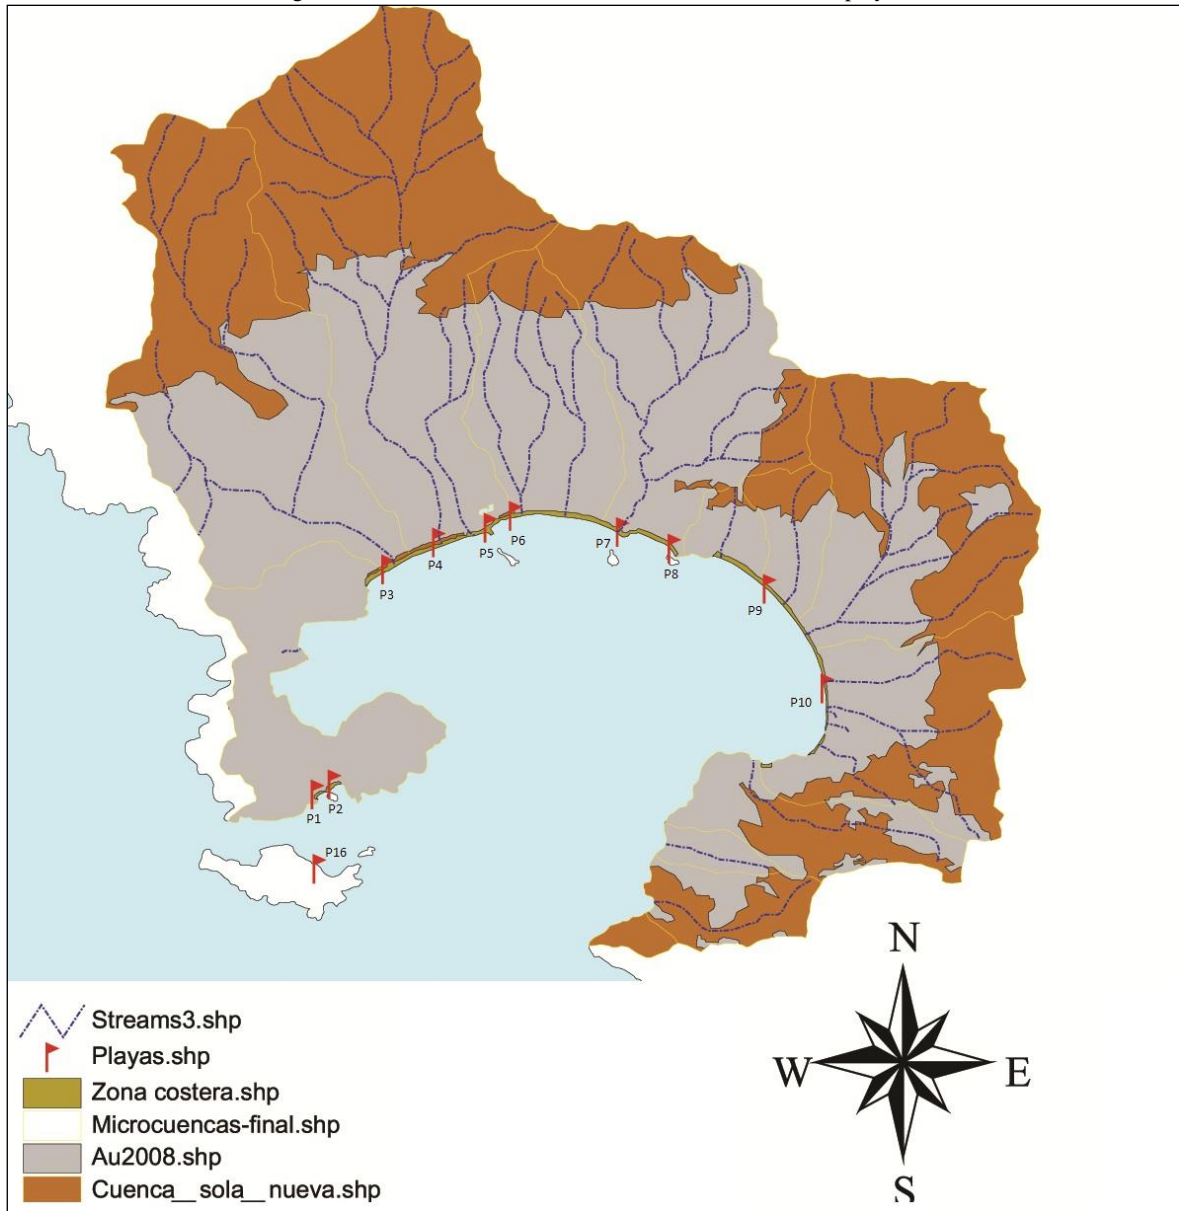 P6
P5
P7
P4
P8
P3
P9
P10
P2
P1
P16
N
W
E
S
Streams3.shp
Playas.shp
Zona costera.shp
Microcuencas-final.shp
Au2008.shp
Cuenca__sola__nueva.shp